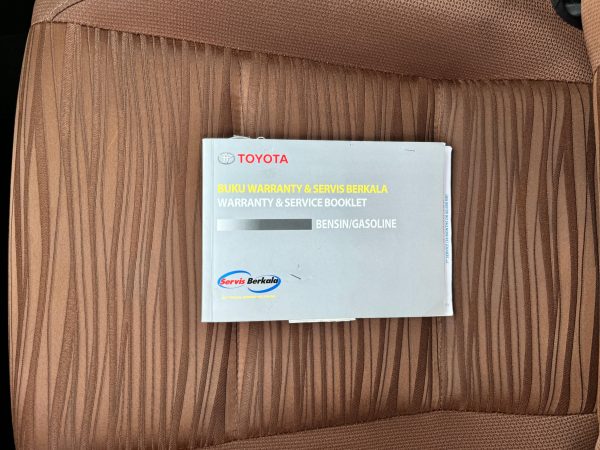 TOYOTA
BUKU WARRANTY & SERVIS BERKALA
WARRANTY & SERVICE BOOKLET
BENSIN/GASOLINE
Servis Berkala